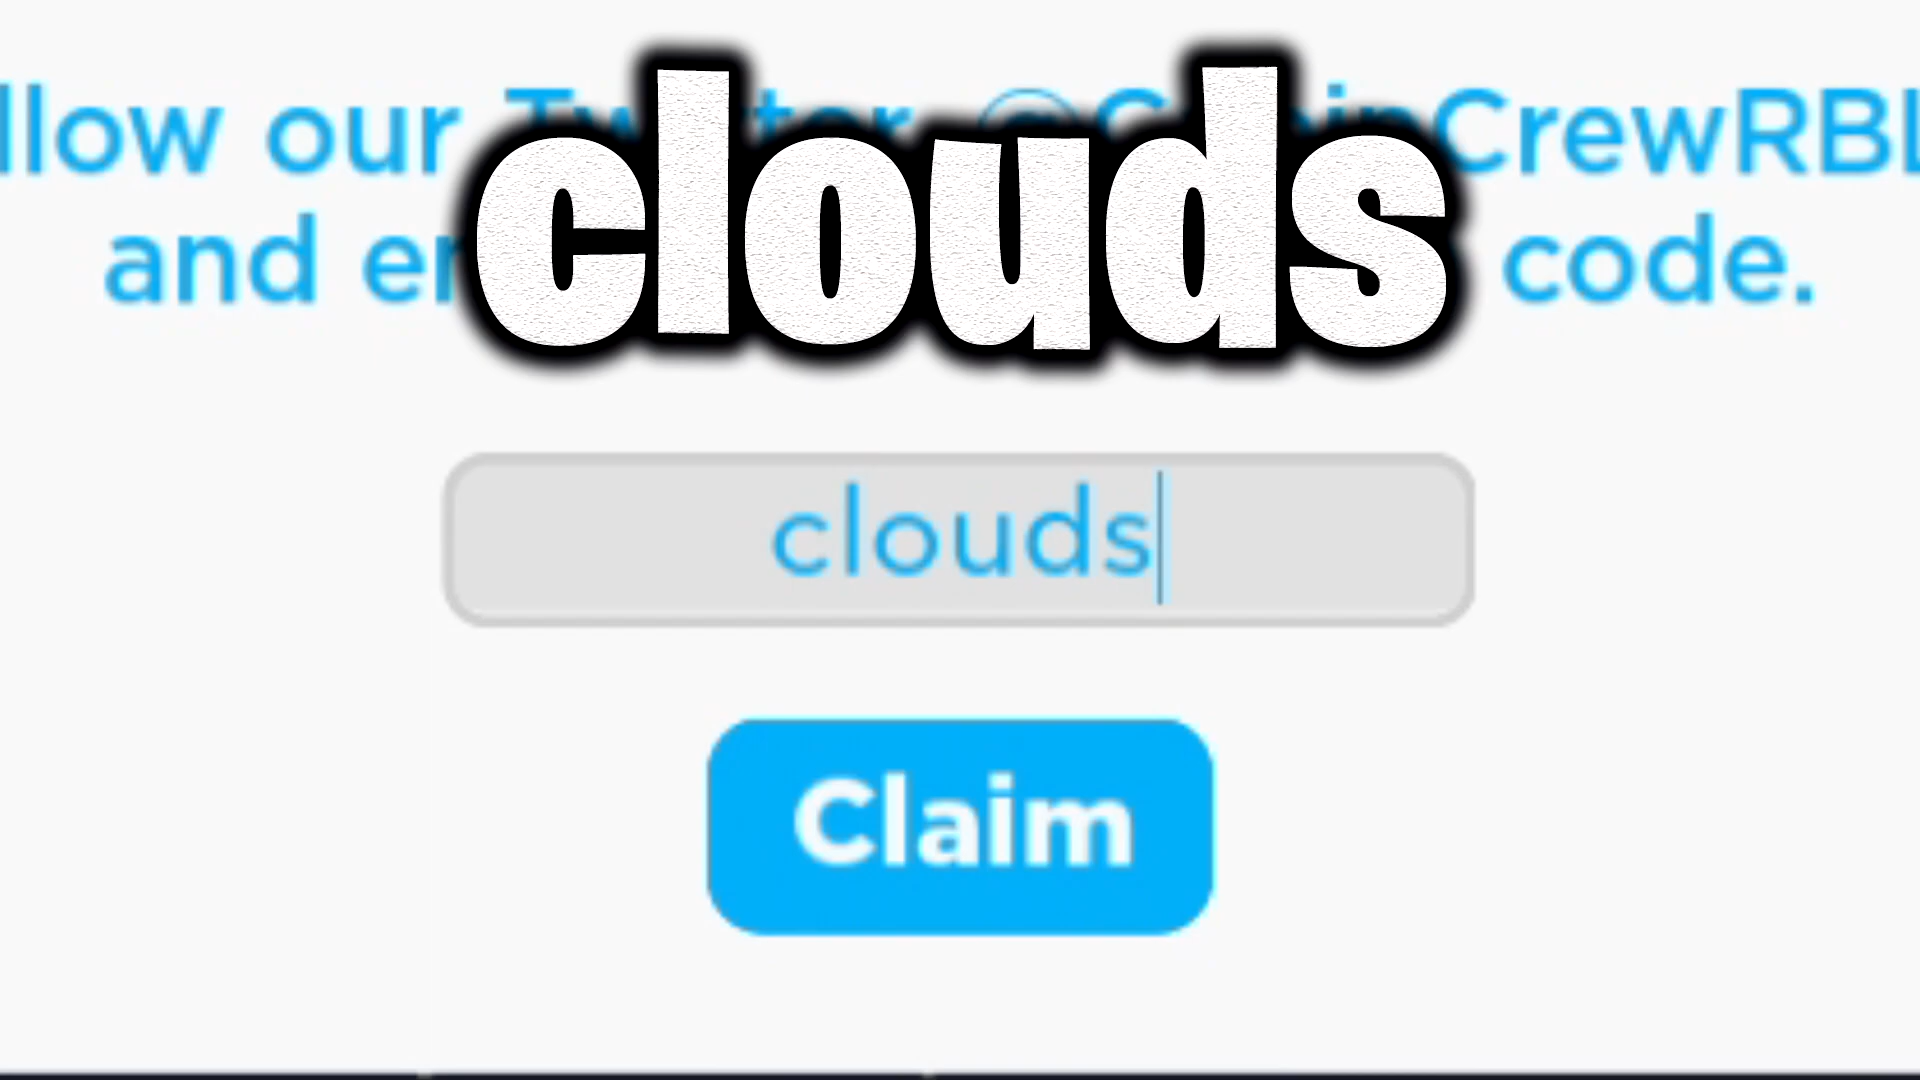 clouds
llow our CrewRBL
and code.
clouds
Claim